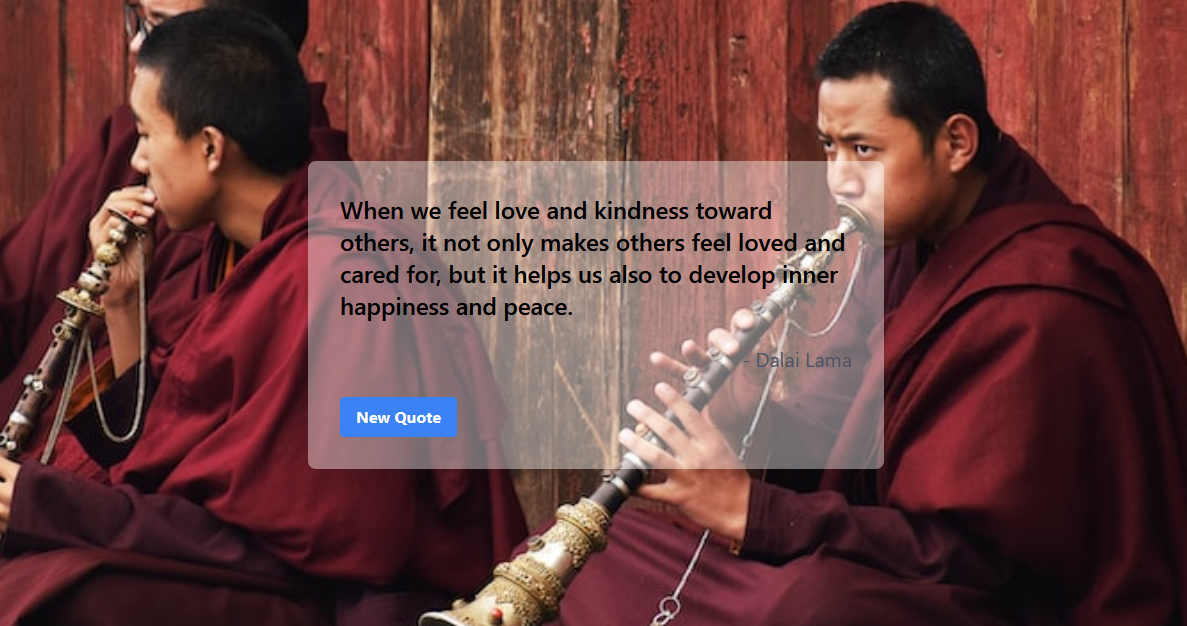 When we feel love and kindness toward
others, it not only makes others feel loved and
cared for, but it helps us also to develop inner
happiness and peace.
- Dalai Lama
New Quote